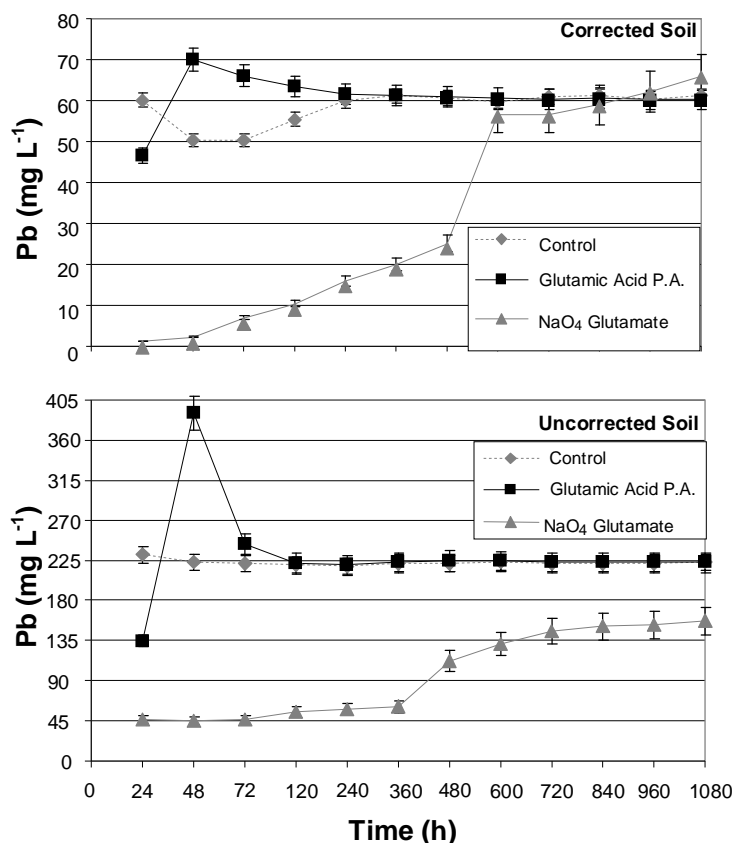 Corrected Soil
80
70
60
50
40
30
20
10
0
Pb (mg L⁻¹)
Control
Glutamic Acid P.A.
NaO₄ Glutamate
Uncorrected Soil
405
360
315
270
225
180
135
90
45
0
Pb (mg L⁻¹)
Control
Glutamic Acid P.A.
NaO₄ Glutamate
0 24 48 72 120 240 360 480 600 720 840 960 1080
Time (h)